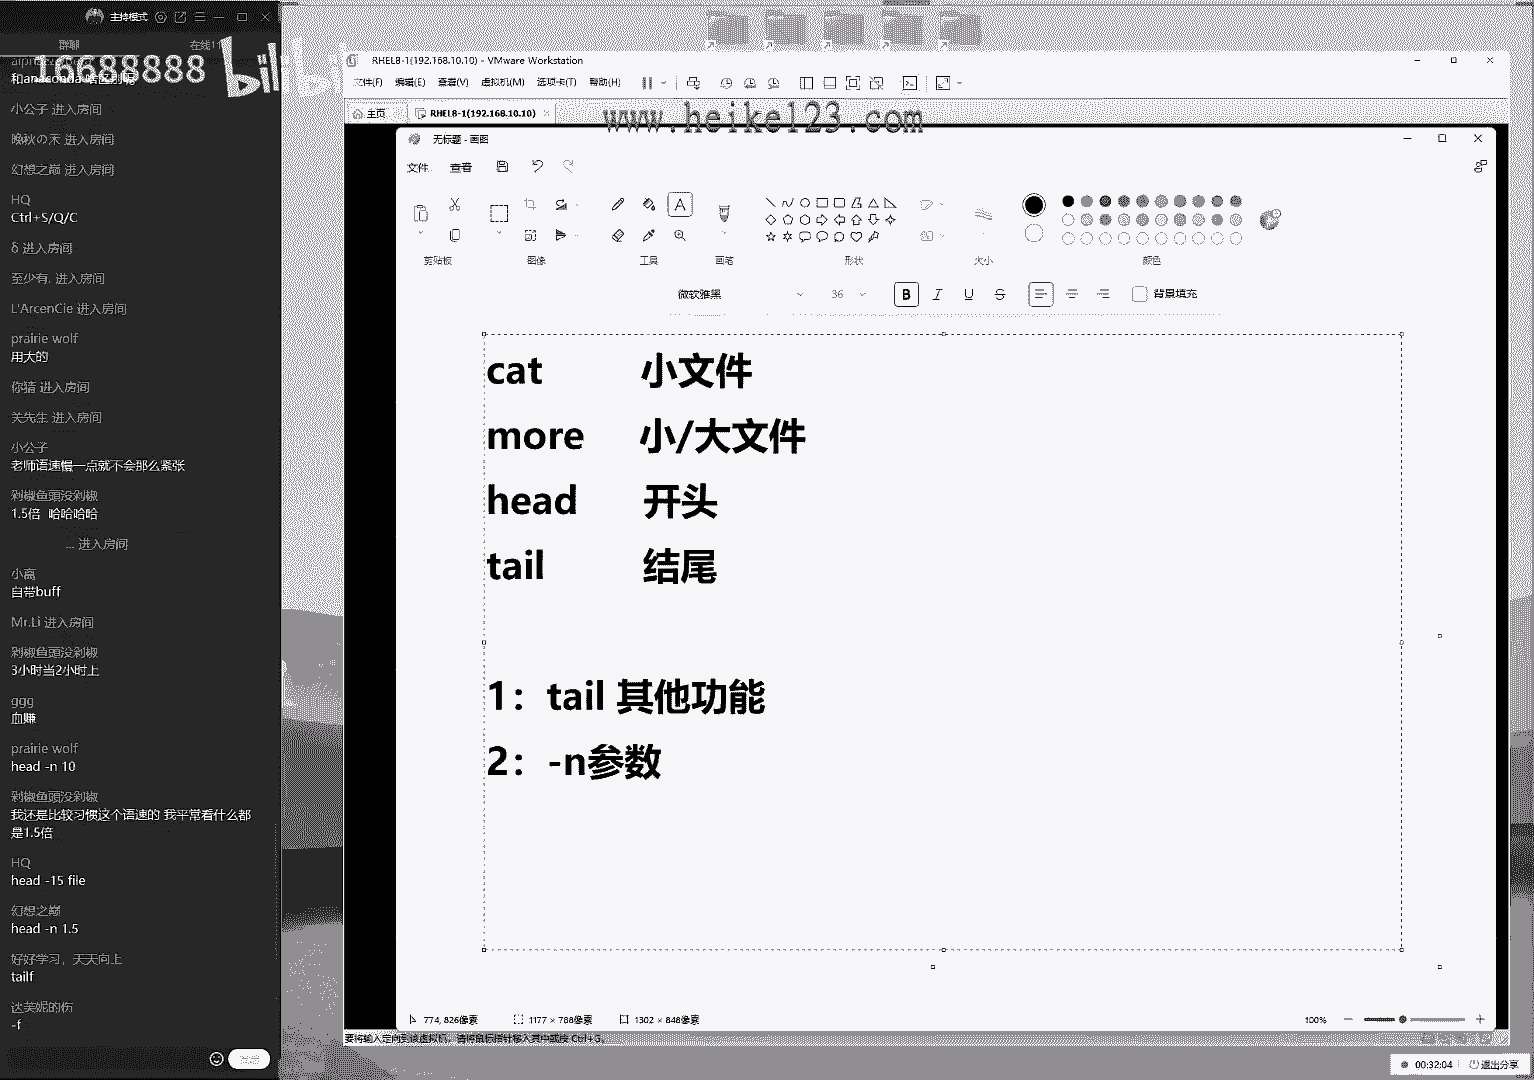 主持模式
群聊
在线1
16688888
bili
和anaconda 啥区别呢
小公子 进入房间
晚秋の禾 进入房间
幻想之巅 进入房间
HQ
Ctrl+S/Q/C
δ 进入房间
至少有. 进入房间
L'ArcenCie 进入房间
prairie wolf
用大的
你猜 进入房间
关先生 进入房间
小公子
老师语速慢一点就不会那么紧张
剁椒鱼頭没剁椒
1.5倍 哈哈哈哈
... 进入房间
小离
自带buff
Mr.Li 进入房间
剁椒鱼頭没剁椒
3小时当2小时上
ggg
血赚
prairie wolf
head -n 10
剁椒鱼頭没剁椒
我还是比较习惯这个语速的 我平常看什么都
是1.5倍
HQ
head -15 file
幻想之巅
head -n 1.5
好好学习，天天向上
tailf
达芙妮的伤
-f
RHEL8-1(192.168.10.10) - VMware Workstation
文件(F) 编辑(E) 查看(V) 虚拟机(M) 选项卡(T) 帮助(H)
主页 RHEL8-1(192.168.10.10)
www.heike123.com
无标题 - 画图
文件 查看
剪贴板 图像 工具 画笔 形状 大小 颜色
微软雅黑 36 B I U S 背景填充
cat 小文件
more 小/大文件
head 开头
tail 结尾
1：tail 其他功能
2：-n参数
774, 826像素 1177 × 788像素 1302 × 848像素 100%
要将输入定向到该虚拟机，请将鼠标指针移入其中或按 Ctrl+G。
00:32:04 退出分享